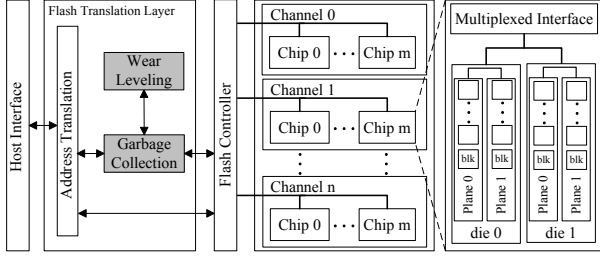 Host Interface
Flash Translation Layer
Address Translation
Wear
Leveling
Garbage
Collection
Flash Controller
Channel 0
Chip 0
Chip m
Channel 1
Chip 0
Chip m
Channel n
Chip 0
Chip m
Multiplexed Interface
blk
blk
blk
blk
Plane 0
Plane 1
Plane 0
Plane 1
die 0
die 1